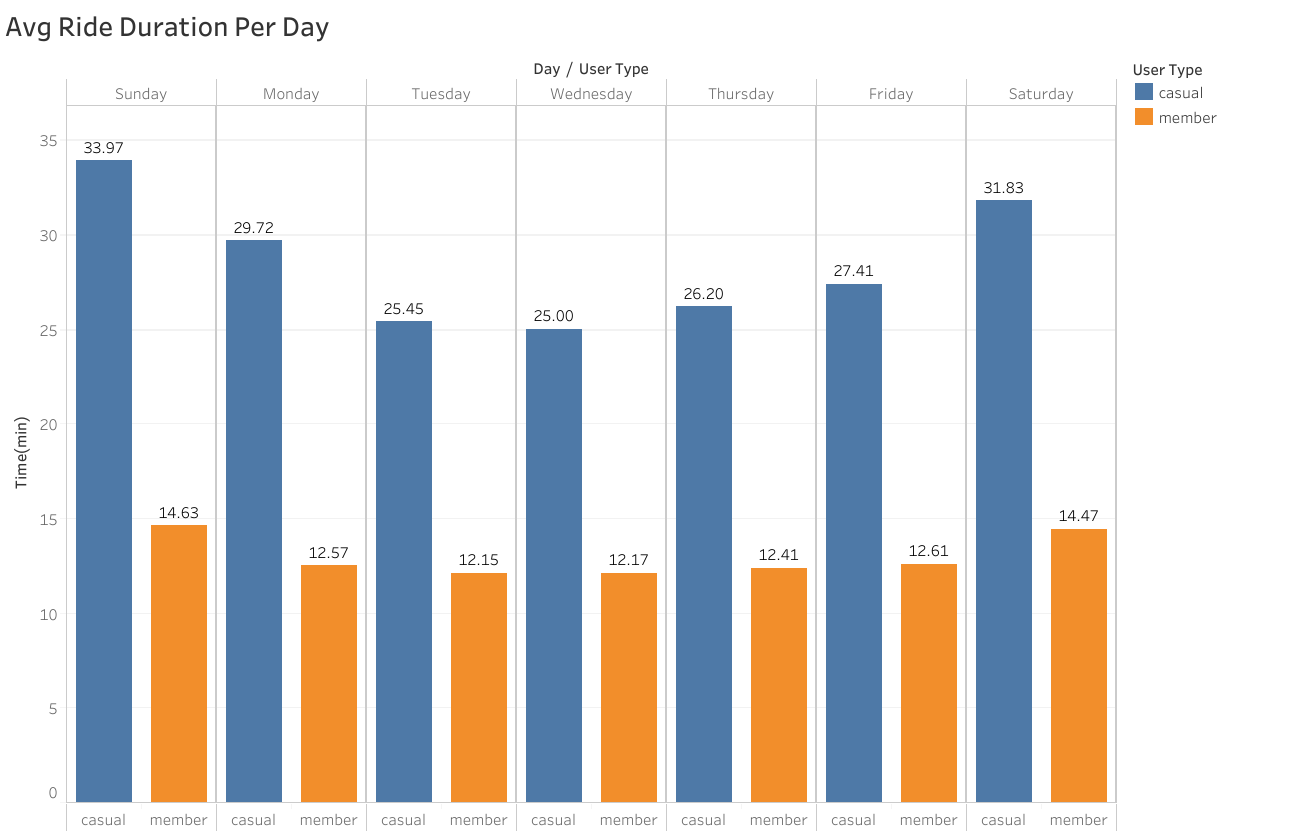 Avg Ride Duration Per Day
Day / User Type
Sunday Monday Tuesday Wednesday Thursday Friday Saturday
User Type
casual
member
Time(min)
35
30
25
20
15
10
5
0
33.97
14.63
29.72
12.57
25.45
12.15
25.00
12.17
26.20
12.41
27.41
12.61
31.83
14.47
casual member casual member casual member casual member casual member casual member casual member